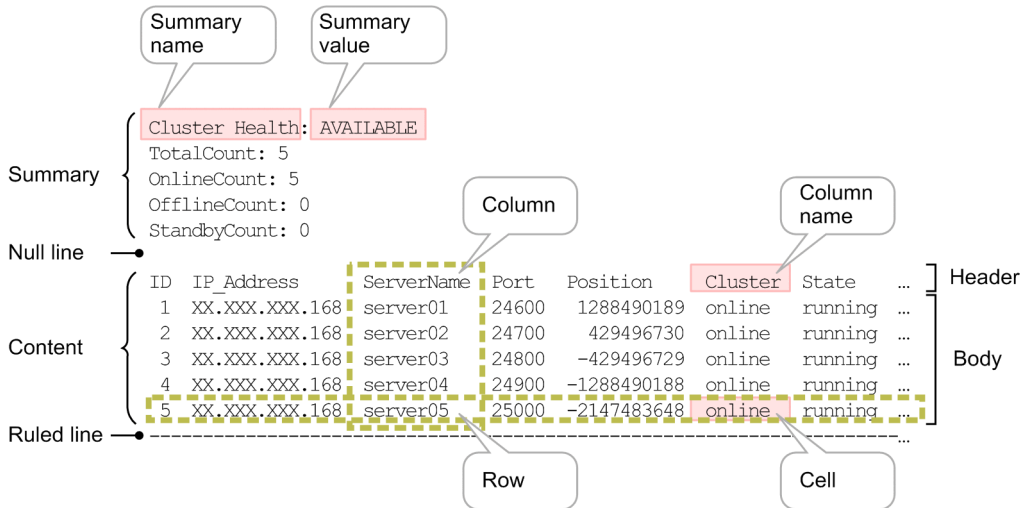 Summary name
Summary value
Cluster Health: AVAILABLE
TotalCount: 5
Summary
OnlineCount: 5
OfflineCount: 0
StandbyCount: 0
Column
Column name
Null line
ID IP_Address ServerName Port Position Cluster State …
Header
1 XX.XXX.XXX.168 server01 24600 1288490189 online running …
2 XX.XXX.XXX.168 server02 24700 429496730 online running …
Content
3 XX.XXX.XXX.168 server03 24800 -429496729 online running …
Body
4 XX.XXX.XXX.168 server04 24900 -1288490188 online running …
5 XX.XXX.XXX.168 server05 25000 -2147483648 online running …
Ruled line
--------------------------------------------------------------------------…
Row
Cell